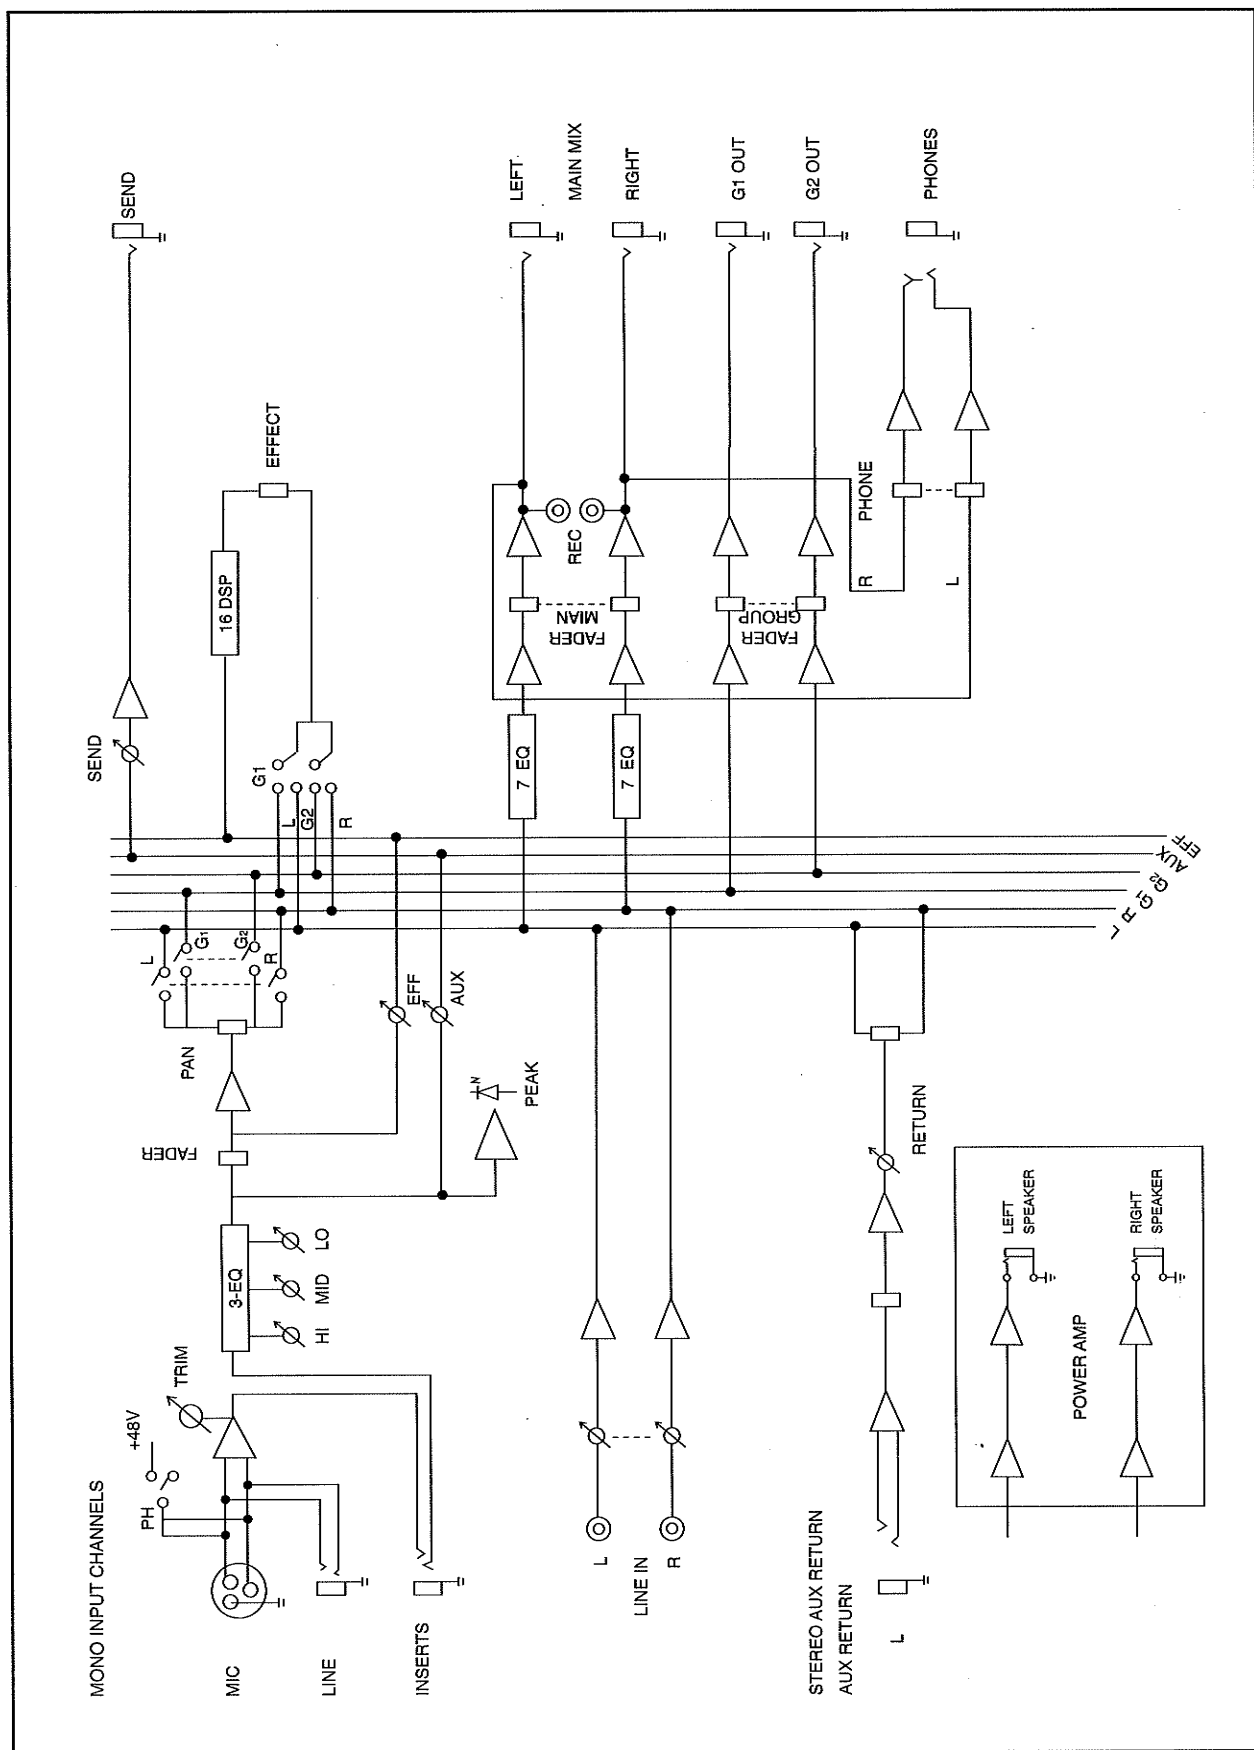 MONO INPUT CHANNELS
MIC
LINE
INSERTS
PH
+48V
TRIM
3-EQ
HI
MID
LO
FADER
PAN
PEAK
EFF
AUX
L
G1
G2
R
SEND
SEND
16 DSP
EFFECT
G1
L
G2
R
L
LINE IN
R
7 EQ
7 EQ
FADER
MIAN
REC
LEFT
MAIN MIX
RIGHT
FADER
GROUP
G1 OUT
G2 OUT
R
L
PHONE
PHONES
L
R
G1
G2
AUX
EFF
STEREO AUX RETURN
AUX RETURN
L
RETURN
POWER AMP
LEFT
SPEAKER
RIGHT
SPEAKER
N